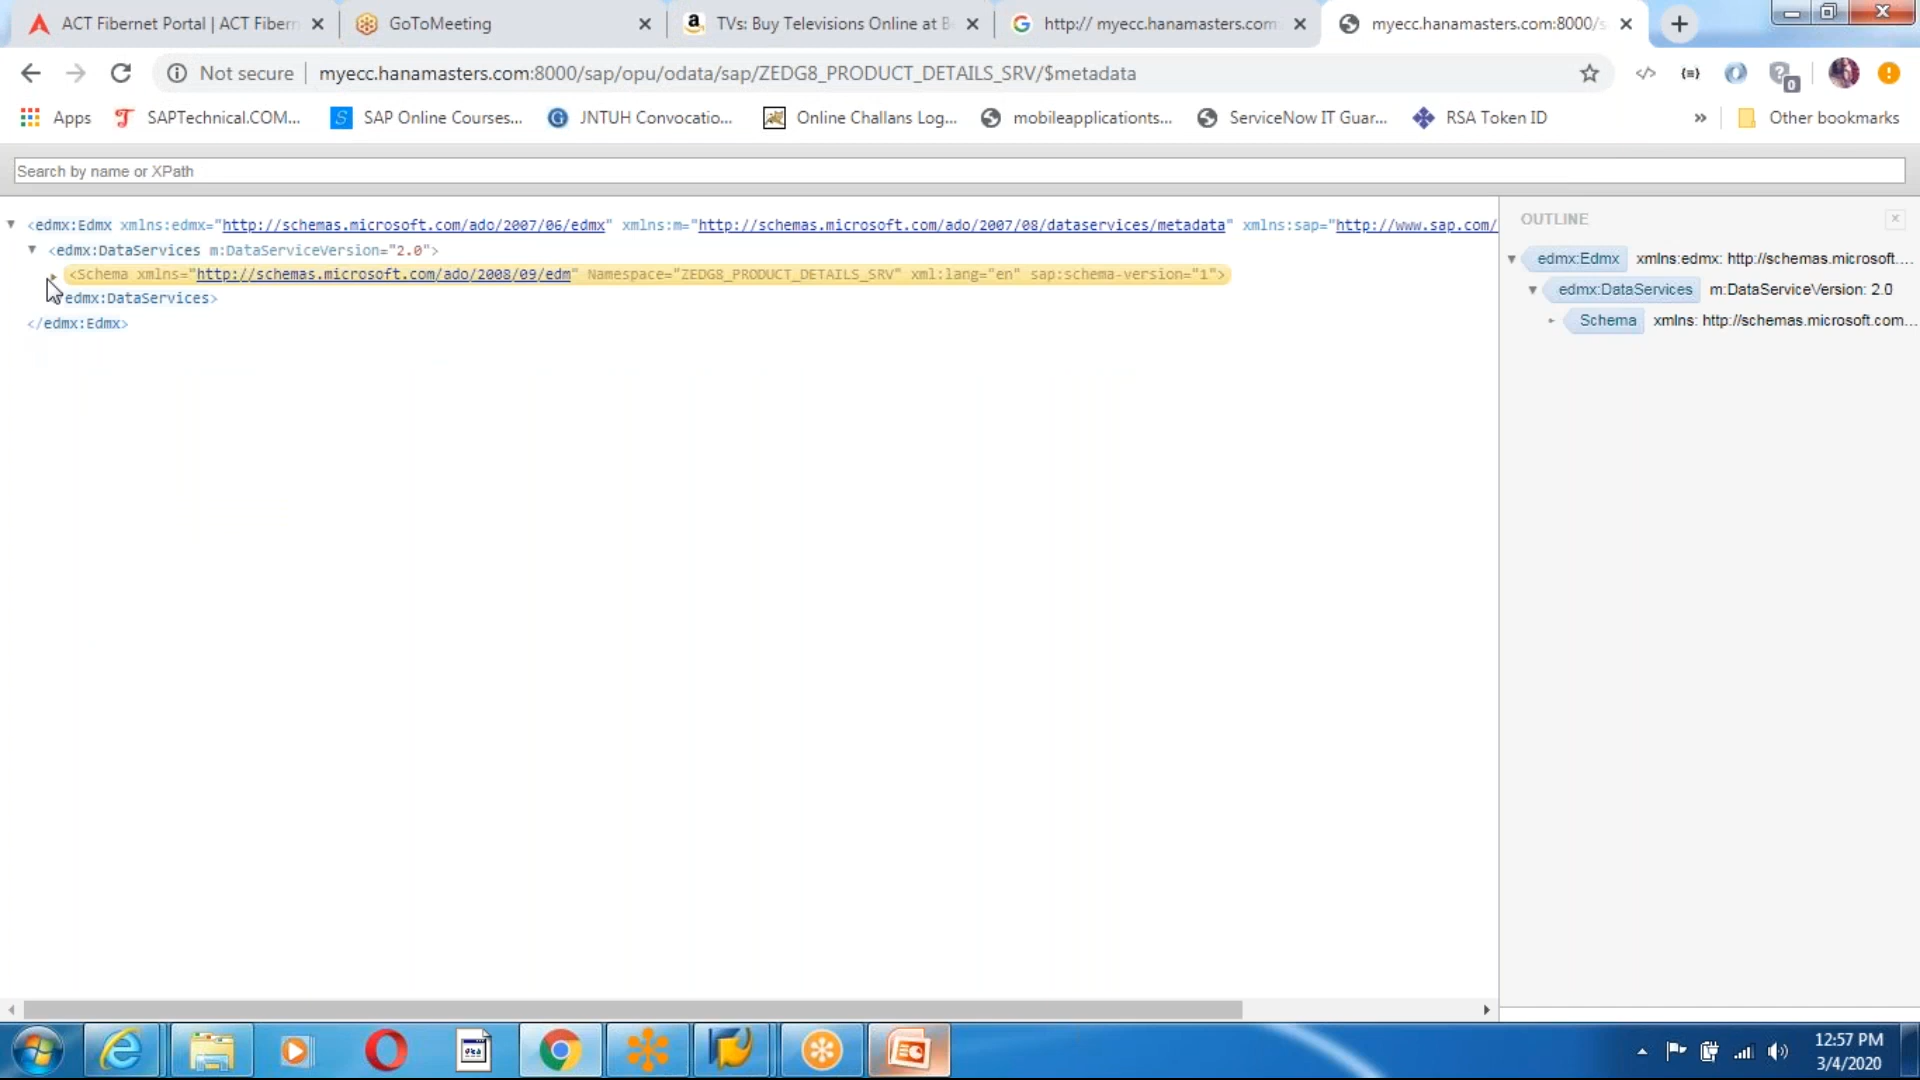 ACT Fibernet Portal | ACT Fibern
GoToMeeting
TVs: Buy Televisions Online at B
http:// myecc.hanamasters.com
myecc.hanamasters.com:8000/s
Not secure
myecc.hanamasters.com:8000/sap/opu/odata/sap/ZEDG8_PRODUCT_DETAILS_SRV/$metadata
0
Apps
SAPTechnical.COM...
SAP Online Courses...
JNTUH Convocatio...
Online Challans Log...
mobileapplicationts...
ServiceNow IT Guar...
RSA Token ID
»
Other bookmarks
Search by name or XPath
<edmx:Edmx xmlns:edmx="http://schemas.microsoft.com/ado/2007/06/edmx" xmlns:m="http://schemas.microsoft.com/ado/2007/08/dataservices/metadata" xmlns:sap="http://www.sap.com/
<edmx:DataServices m:DataServiceVersion="2.0">
<Schema xmlns="http://schemas.microsoft.com/ado/2008/09/edm" Namespace="ZEDG8_PRODUCT_DETAILS_SRV" xml:lang="en" sap:schema-version="1">
edmx:DataServices>
</edmx:Edmx>
OUTLINE
edmx:Edmx xmlns:edmx: http://schemas.microsoft....
edmx:DataServices m:DataServiceVersion: 2.0
Schema xmlns: http://schemas.microsoft.com...
12:57 PM
3/4/2020